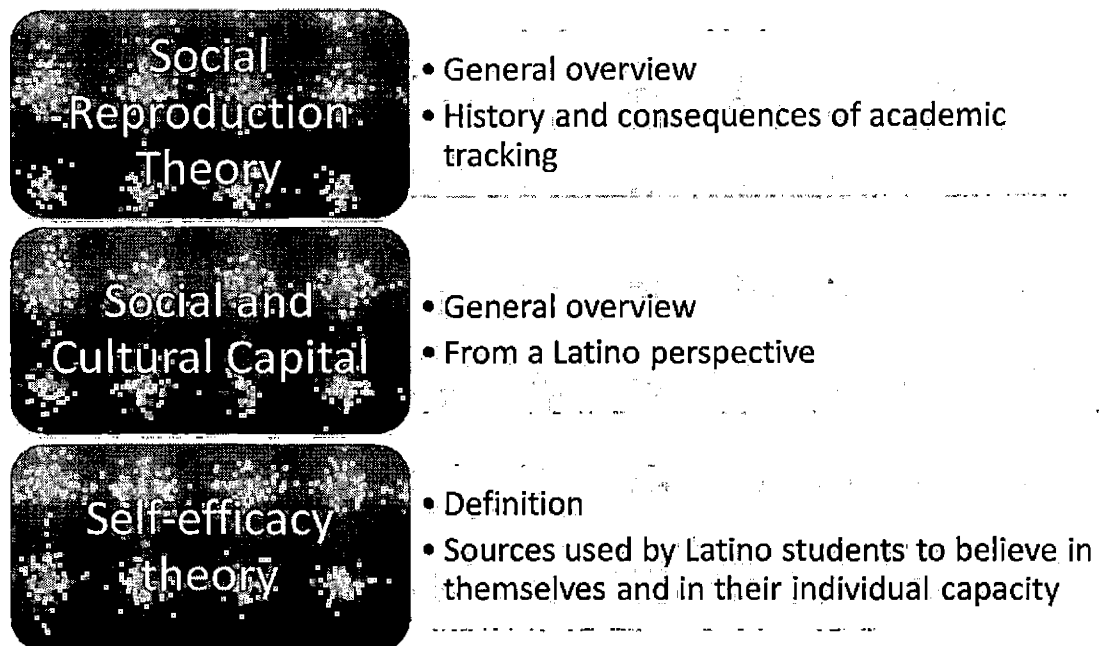 Social
Reproduction
Theory
• General overview
• History and consequences of academic
tracking
Social and
Cultural Capital
• General overview
• From a Latino perspective
Self-efficacy
theory
• Definition
• Sources used by Latino students to believe in
themselves and in their individual capacity